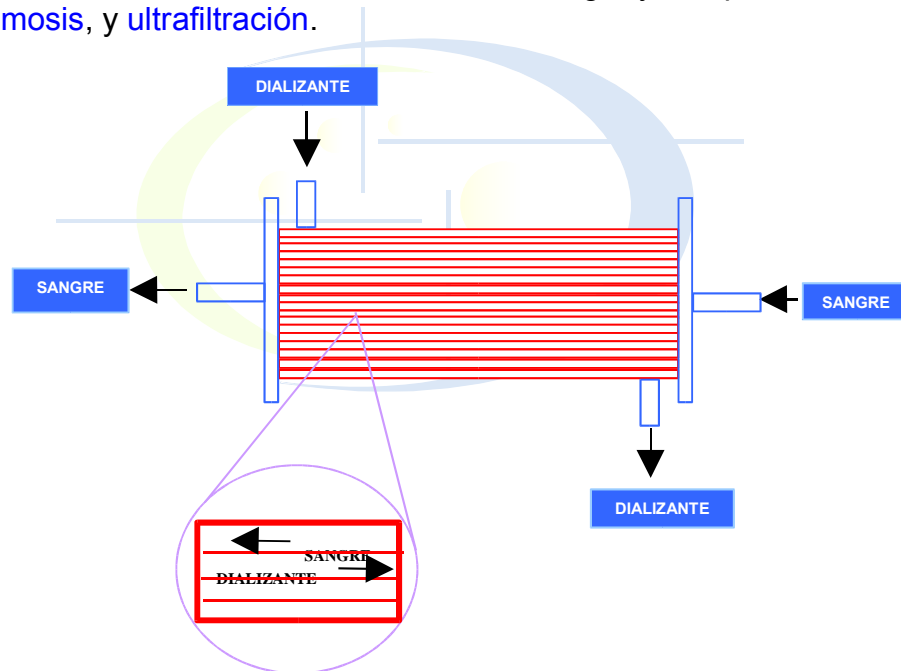 mosis, y ultrafiltración.
DIALIZANTE
SANGRE
SANGRE
DIALIZANTE
SANGRE
DIALIZANTE